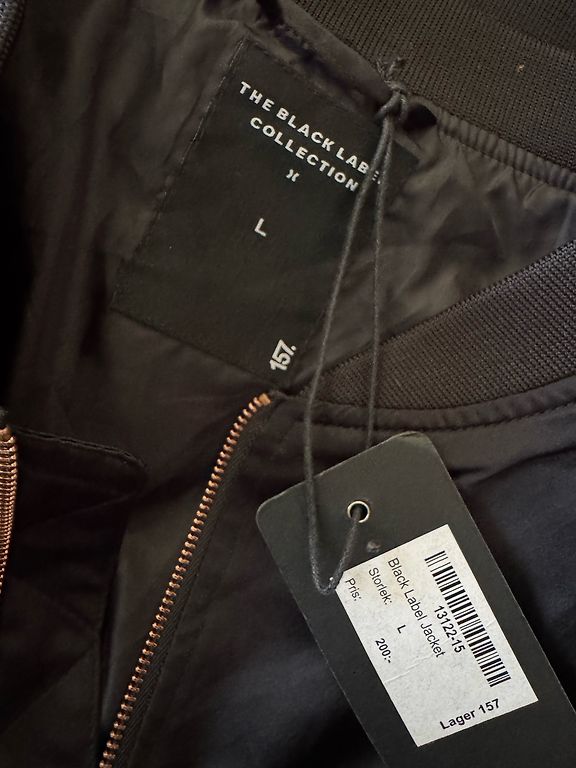 THE BLACK LABEL
COLLECTION
L
157.
13122-15
Black Label Jacket
Storlek: L
Pris: 200:-
Lager 157